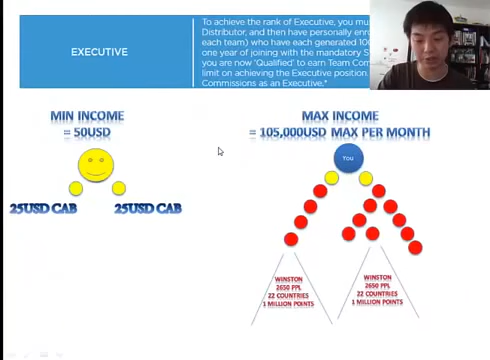 EXECUTIVE
To achieve the rank of Executive, you mu
Distributor, and then have personally enro
each team) who have each generated 100
one year of joining with the mandatory S
you are now 'Qualified' to earn Team Com
limit on achieving the Executive position.
Commissions as an Executive.*
MIN INCOME
= 50USD
25USD CAB
25USD CAB
MAX INCOME
= 105,000USD MAX PER MONTH
You
WINSTON
2650 PPL
22 COUNTRIES
1 MILLION POINTS
WINSTON
2650 PPL
22 COUNTRIES
1 MILLION POINTS